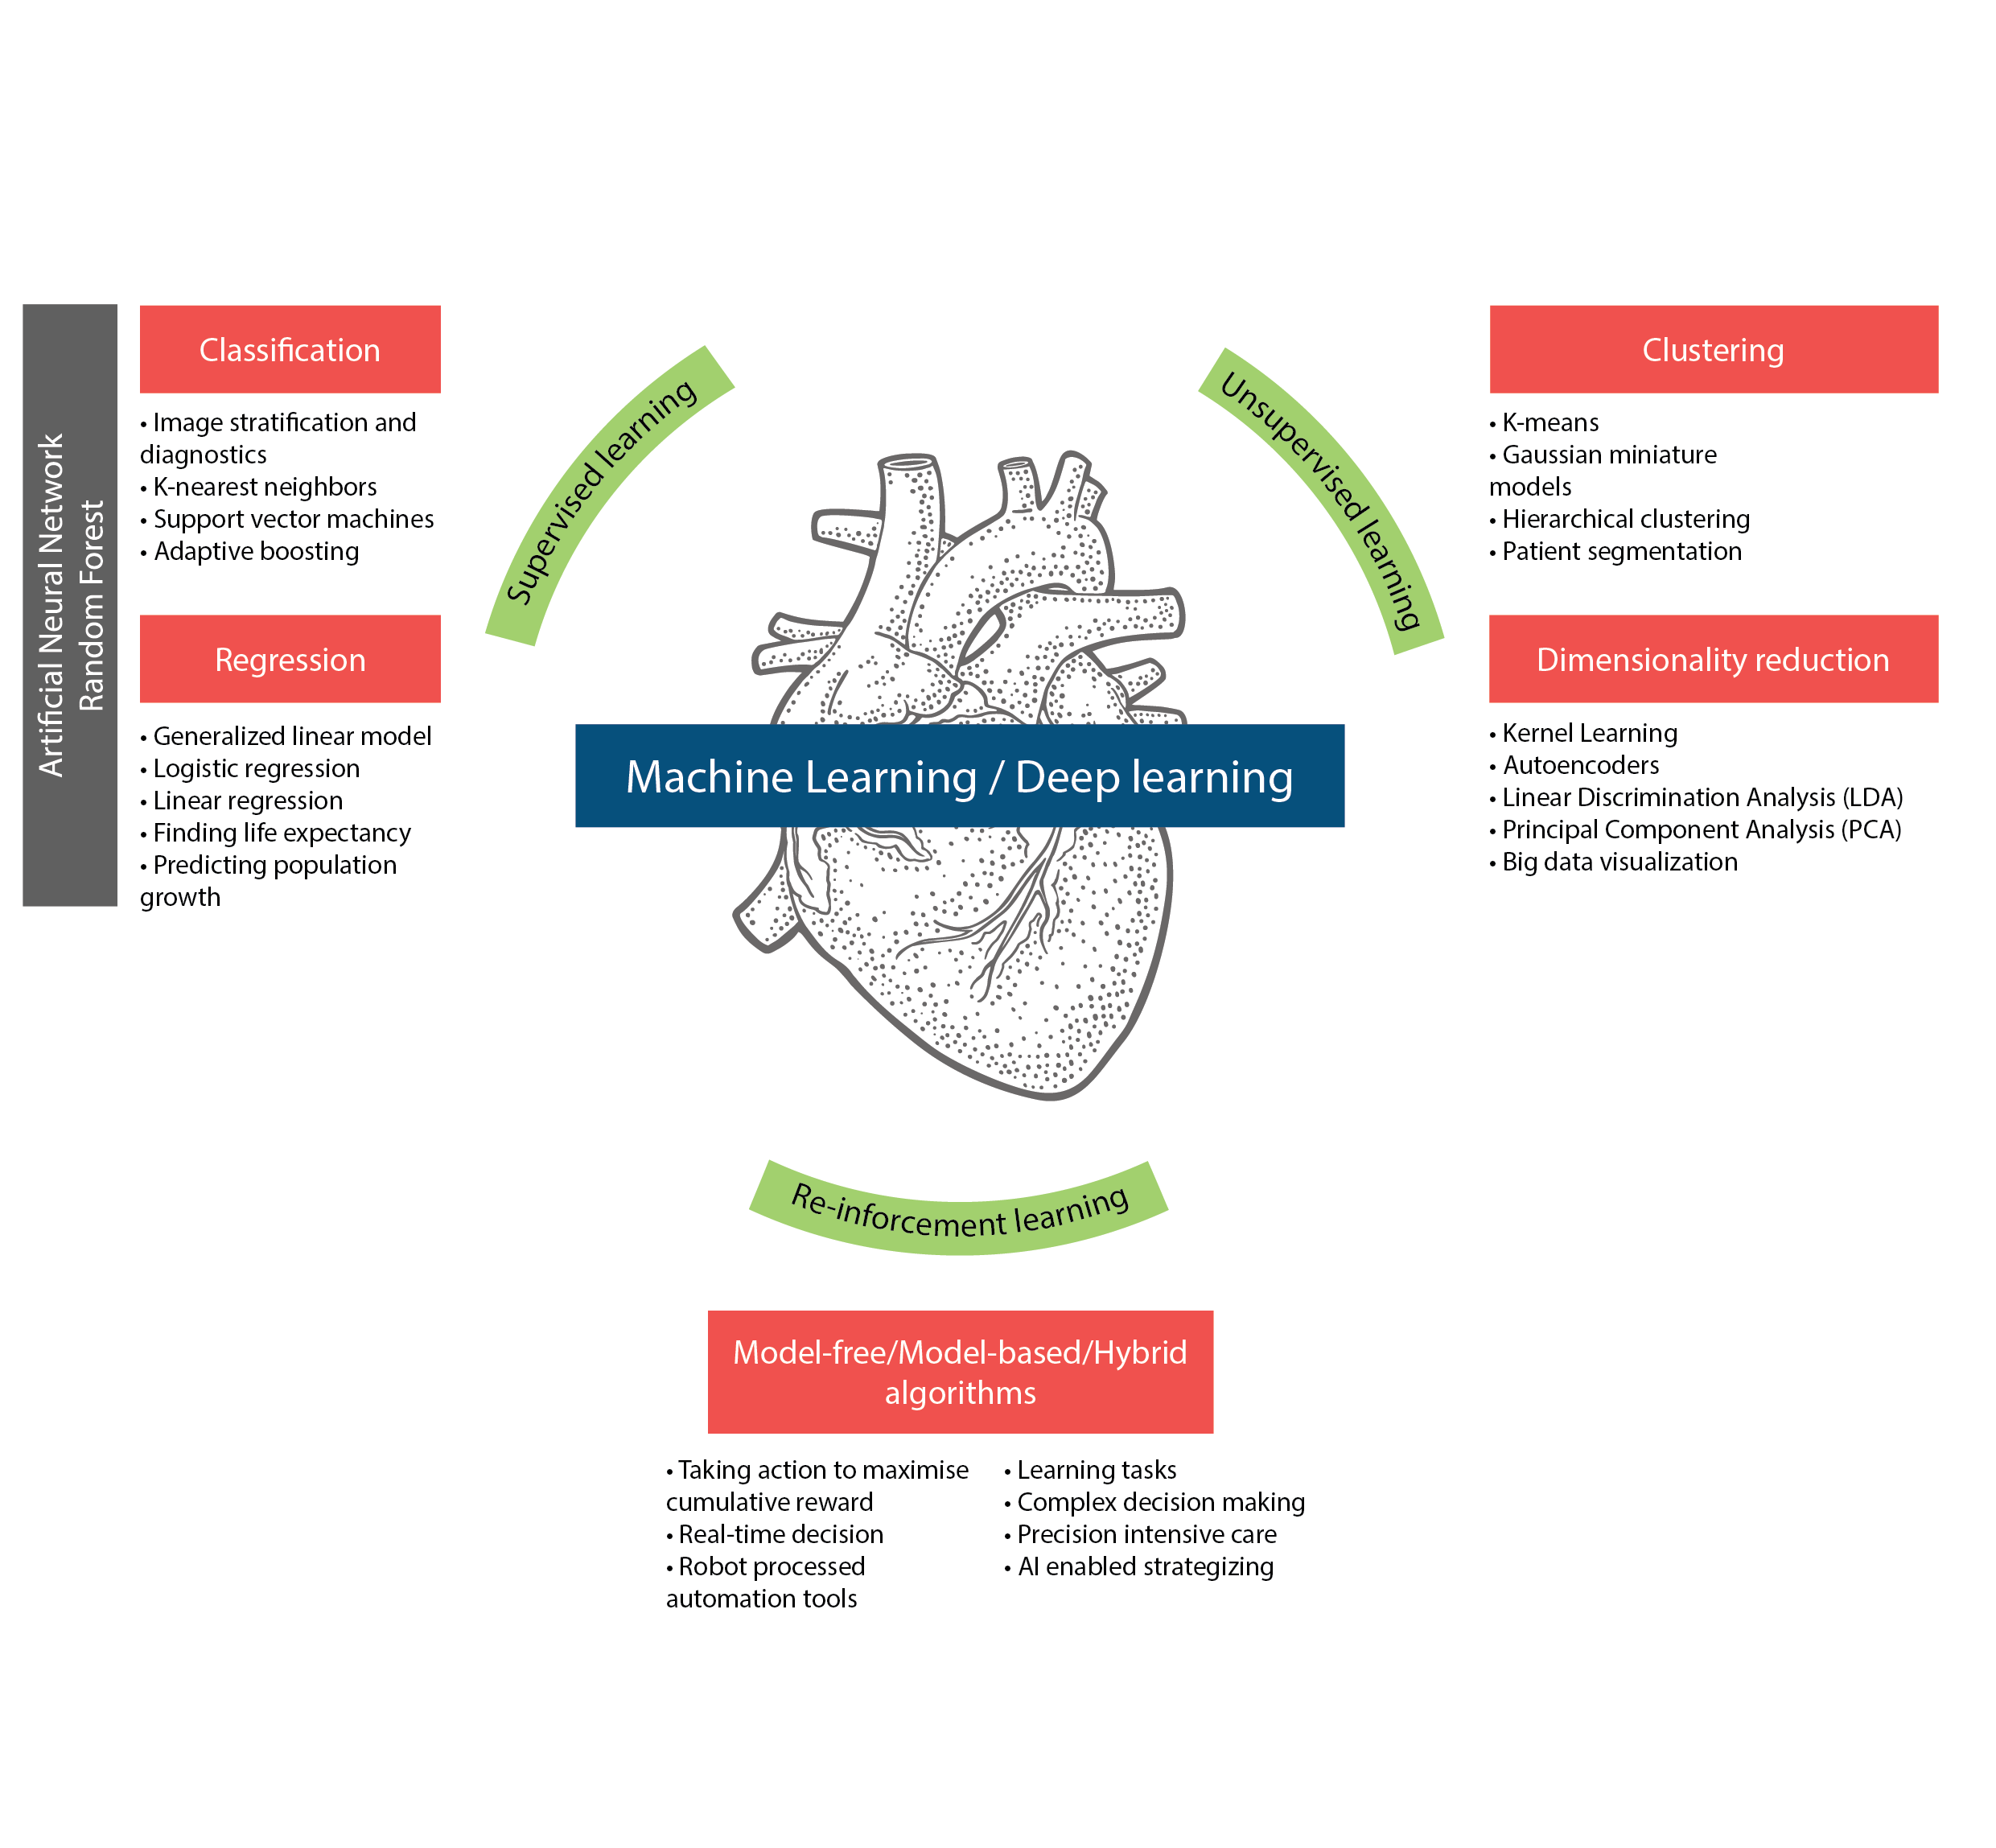 Artificial Neural Network
Random Forest
Classification
• Image stratification and
diagnostics
• K-nearest neighbors
• Support vector machines
• Adaptive boosting
Regression
• Generalized linear model
• Logistic regression
• Linear regression
• Finding life expectancy
• Predicting population
growth
Supervised learning
Machine Learning / Deep learning
Unsupervised learning
Clustering
• K-means
• Gaussian miniature
models
• Hierarchical clustering
• Patient segmentation
Dimensionality reduction
• Kernel Learning
• Autoencoders
• Linear Discrimination Analysis (LDA)
• Principal Component Analysis (PCA)
• Big data visualization
Re-inforcement learning
Model-free/Model-based/Hybrid
algorithms
• Taking action to maximise
cumulative reward
• Real-time decision
• Robot processed
automation tools
• Learning tasks
• Complex decision making
• Precision intensive care
• AI enabled strategizing